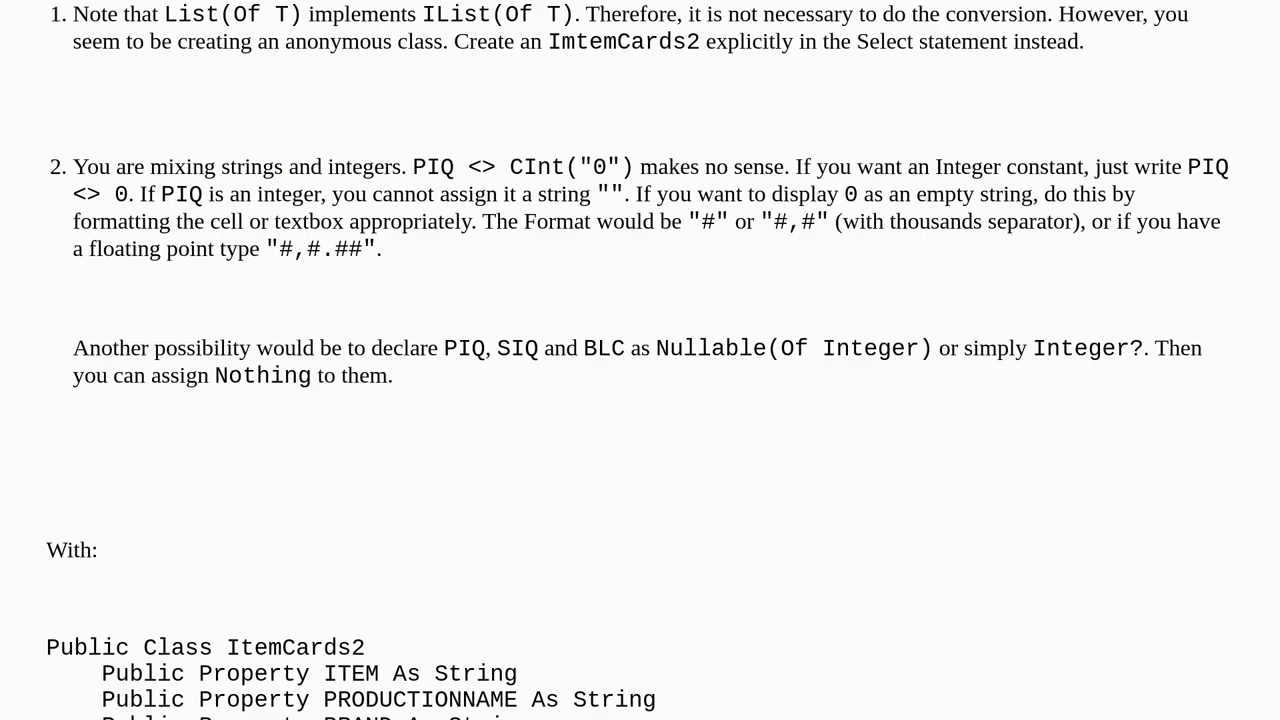 1. Note that List(Of T) implements IList(Of T). Therefore, it is not necessary to do the conversion. However, you
seem to be creating an anonymous class. Create an ImtemCards2 explicitly in the Select statement instead.
2. You are mixing strings and integers. PIQ <> CInt("0") makes no sense. If you want an Integer constant, just write PIQ
<> 0. If PIQ is an integer, you cannot assign it a string "". If you want to display 0 as an empty string, do this by
formatting the cell or textbox appropriately. The Format would be "#" or "#,#" (with thousands separator), or if you have
a floating point type "#,#.##".
Another possibility would be to declare PIQ, SIQ and BLC as Nullable(Of Integer) or simply Integer?. Then
you can assign Nothing to them.
With:
Public Class ItemCards2
    Public Property ITEM As String
    Public Property PRODUCTIONNAME As String